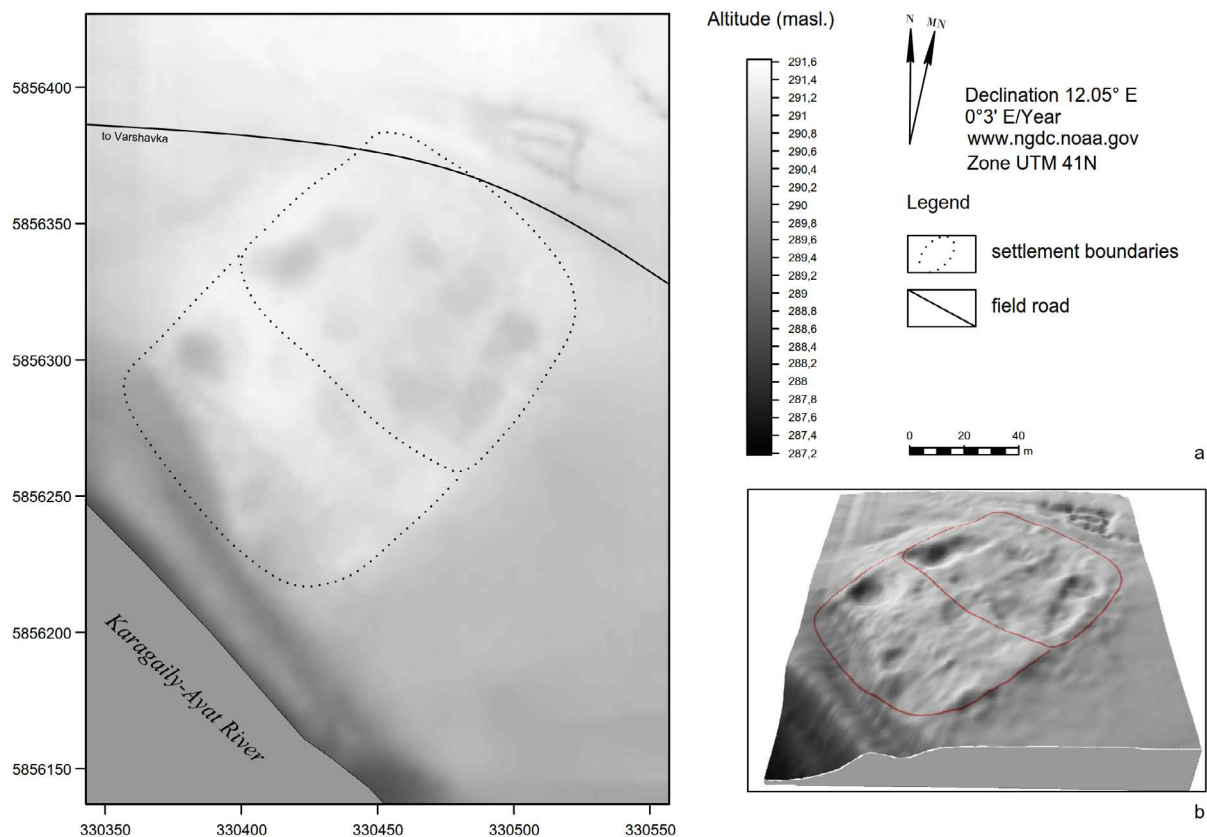 5856400
5856350
5856300
5856250
5856200
5856150
330350
330400
330450
330500
330550
to Varshavka
Karagaily-Ayat River
Altitude (masl.)
291,6
291,4
291,2
291
290,8
290,6
290,4
290,2
290
289,8
289,6
289,4
289,2
289
288,8
288,6
288,4
288,2
288
287,8
287,6
287,4
287,2
N
MN
Declination 12.05° E
0°3' E/Year
www.ngdc.noaa.gov
Zone UTM 41N
Legend
settlement boundaries
field road
0 20 40
m
a
b